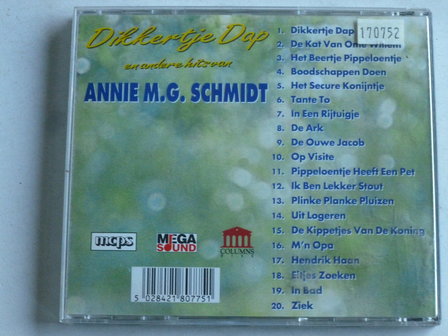 Dikkertje Dap
en andere hits van
ANNIE M.G. SCHMIDT
170752
1. Dikkertje Dap
2. De Kat Van Ome Willem
3. Het Beertje Pippeloentje
4. Boodschappen Doen
5. Het Secure Konijntje
6. Tante To
7. In Een Rijtuigje
8. De Ark
9. De Ouwe Jacob
10. Op Visite
11. Pippeloentje Heeft Een Pet
12. Ik Ben Lekker Stout
13. Plinke Planke Pluizen
14. Uit Logeren
15. De Kippetjes Van De Koning
16. M'n Opa
17. Hendrik Haan
18. Eitjes Zoeken
19. In Bad
20. Ziek
mcps
MEGA
SOUND
COLUMNS
5 028421 807751